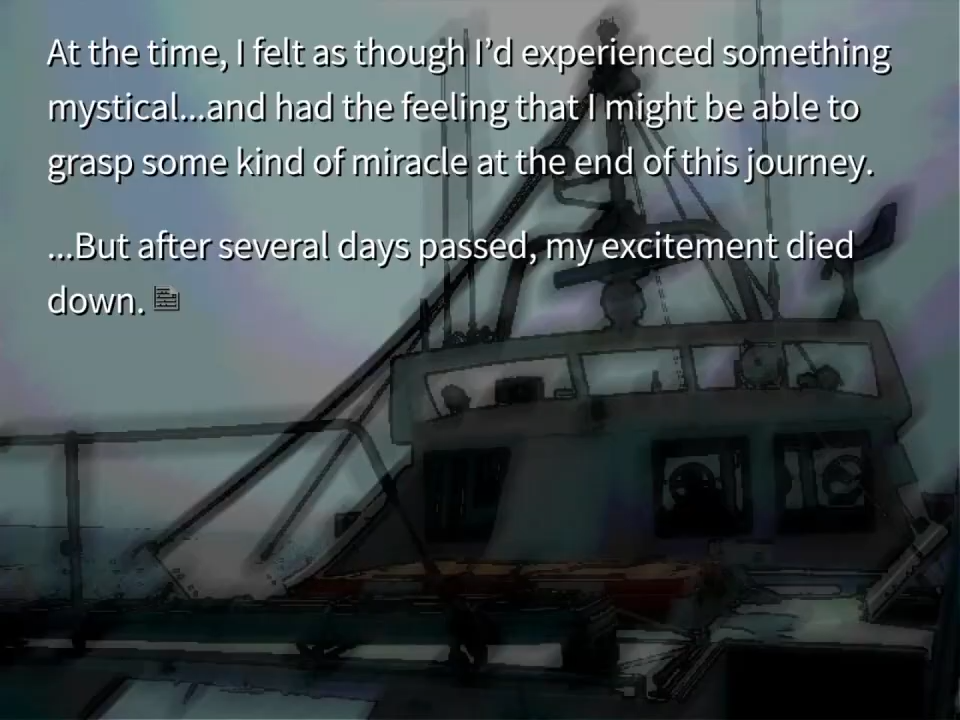 At the time, I felt as though I’d experienced something
mystical...and had the feeling that I might be able to
grasp some kind of miracle at the end of this journey.
...But after several days passed, my excitement died
down.